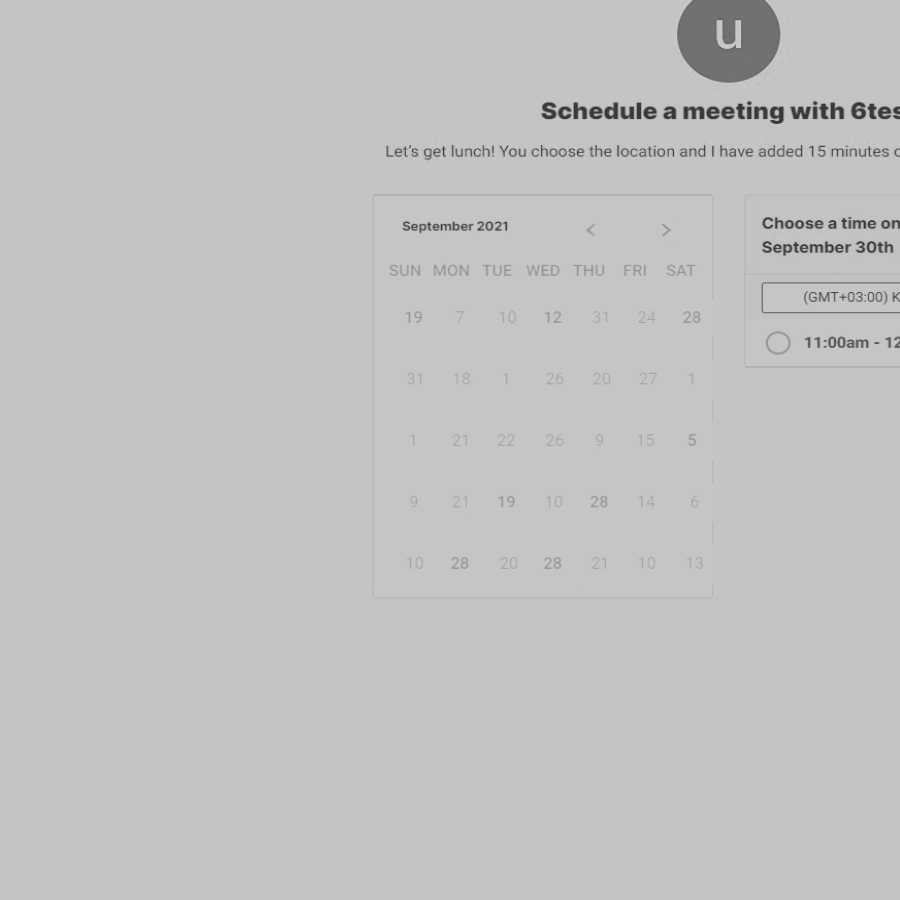 u
Schedule a meeting with 6tes
Let's get lunch! You choose the location and I have added 15 minutes o
September 2021 < >
SUN MON TUE WED THU FRI SAT
19 7 10 12 31 24 28
31 18 1 26 20 27 1
1 21 22 26 9 15 5
9 21 19 10 28 14 6
10 28 20 28 21 10 13
Choose a time on
September 30th
(GMT+03:00) K
11:00am - 12